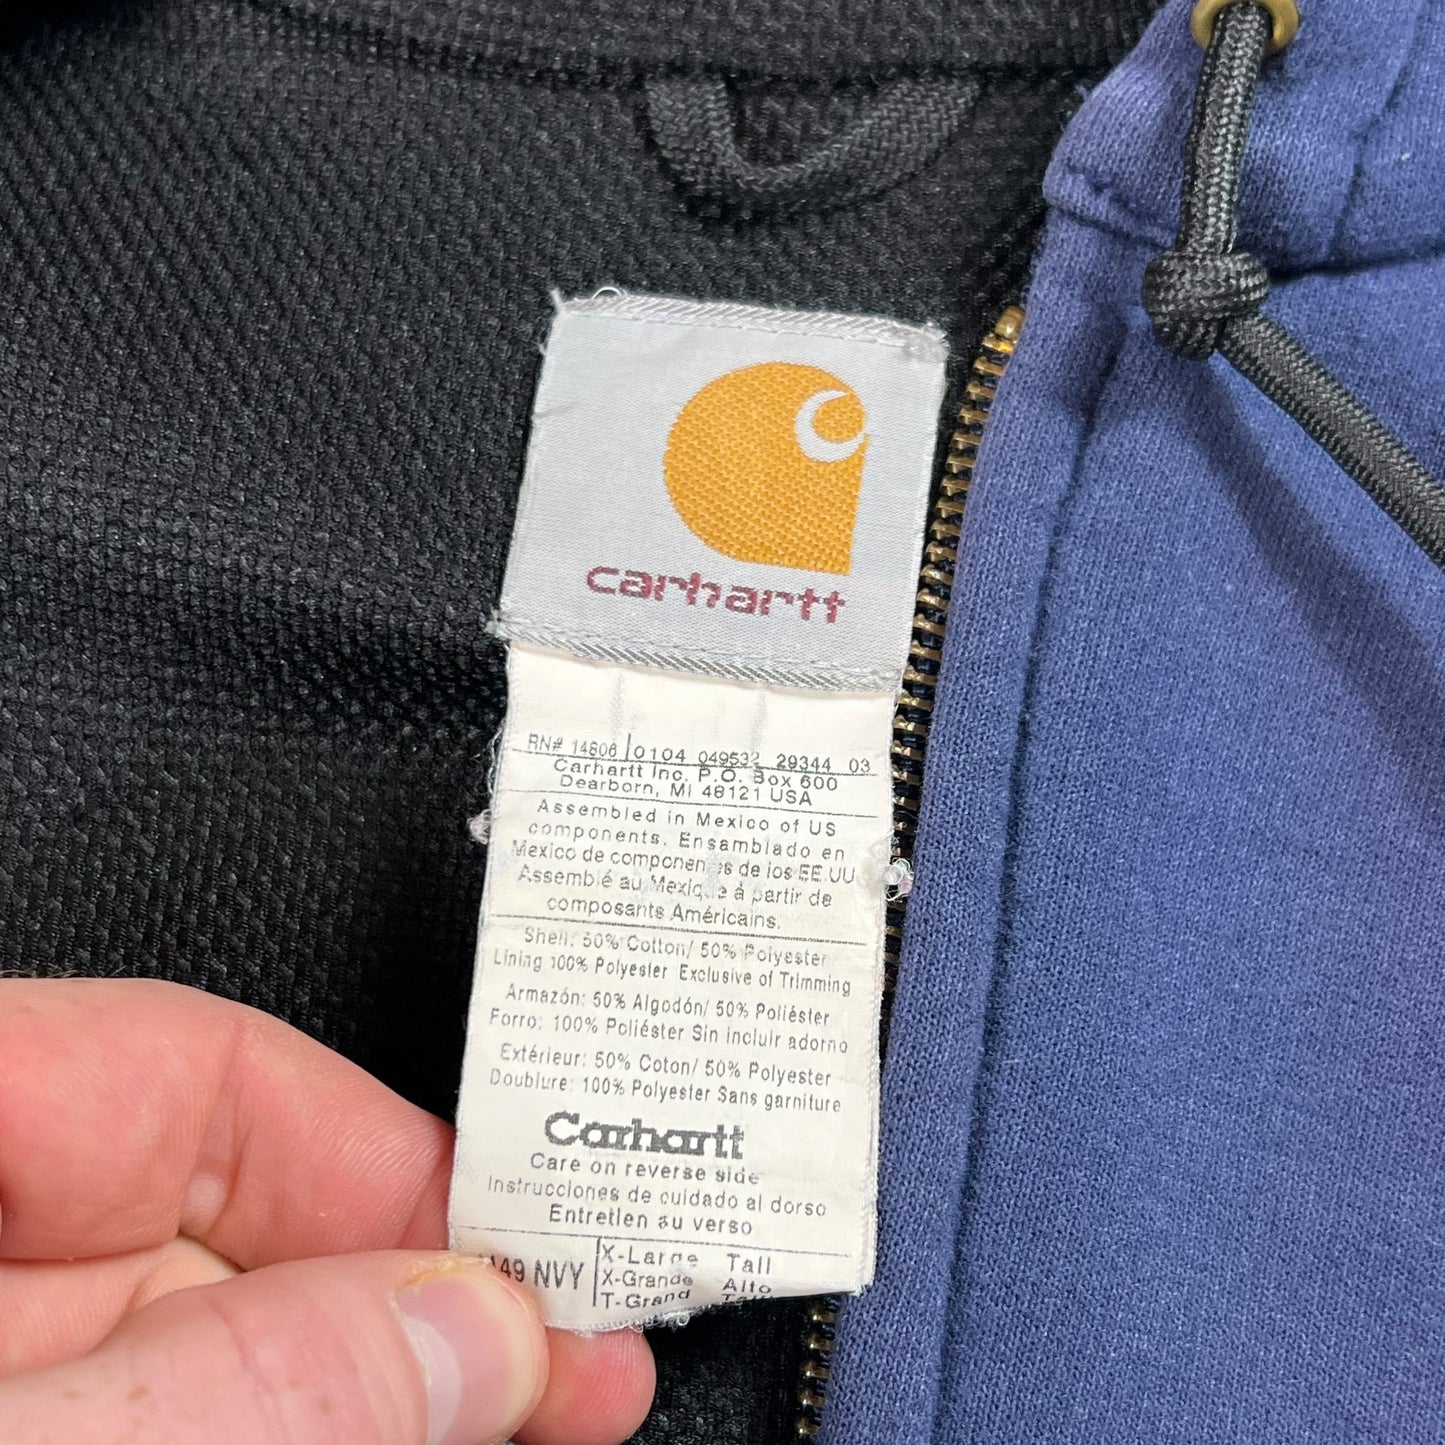 carhartt
RN# 14806 0104 049532 29344 03
Carhartt Inc. P.O. Box 600
Dearborn, MI 48121 USA
Assembled in Mexico of US
components. Ensamblado en
Mexico de componentes de los EE.UU
Assemblé au Mexique à partir de
composants Américains.
Shell: 50% Cotton/ 50% Polyester
Lining 100% Polyester Exclusive of Trimming
Armazón: 50% Algodón/ 50% Poliéster
Forro: 100% Poliéster Sin incluir adorno
Extérieur: 50% Coton/ 50% Polyester
Doublure: 100% Polyester Sans garniture
Carhartt
Care on reverse side
Instrucciones de cuidado al dorso
Entretien au verso
NVY X-Large Tall
X-Grande Alto
T-Grand